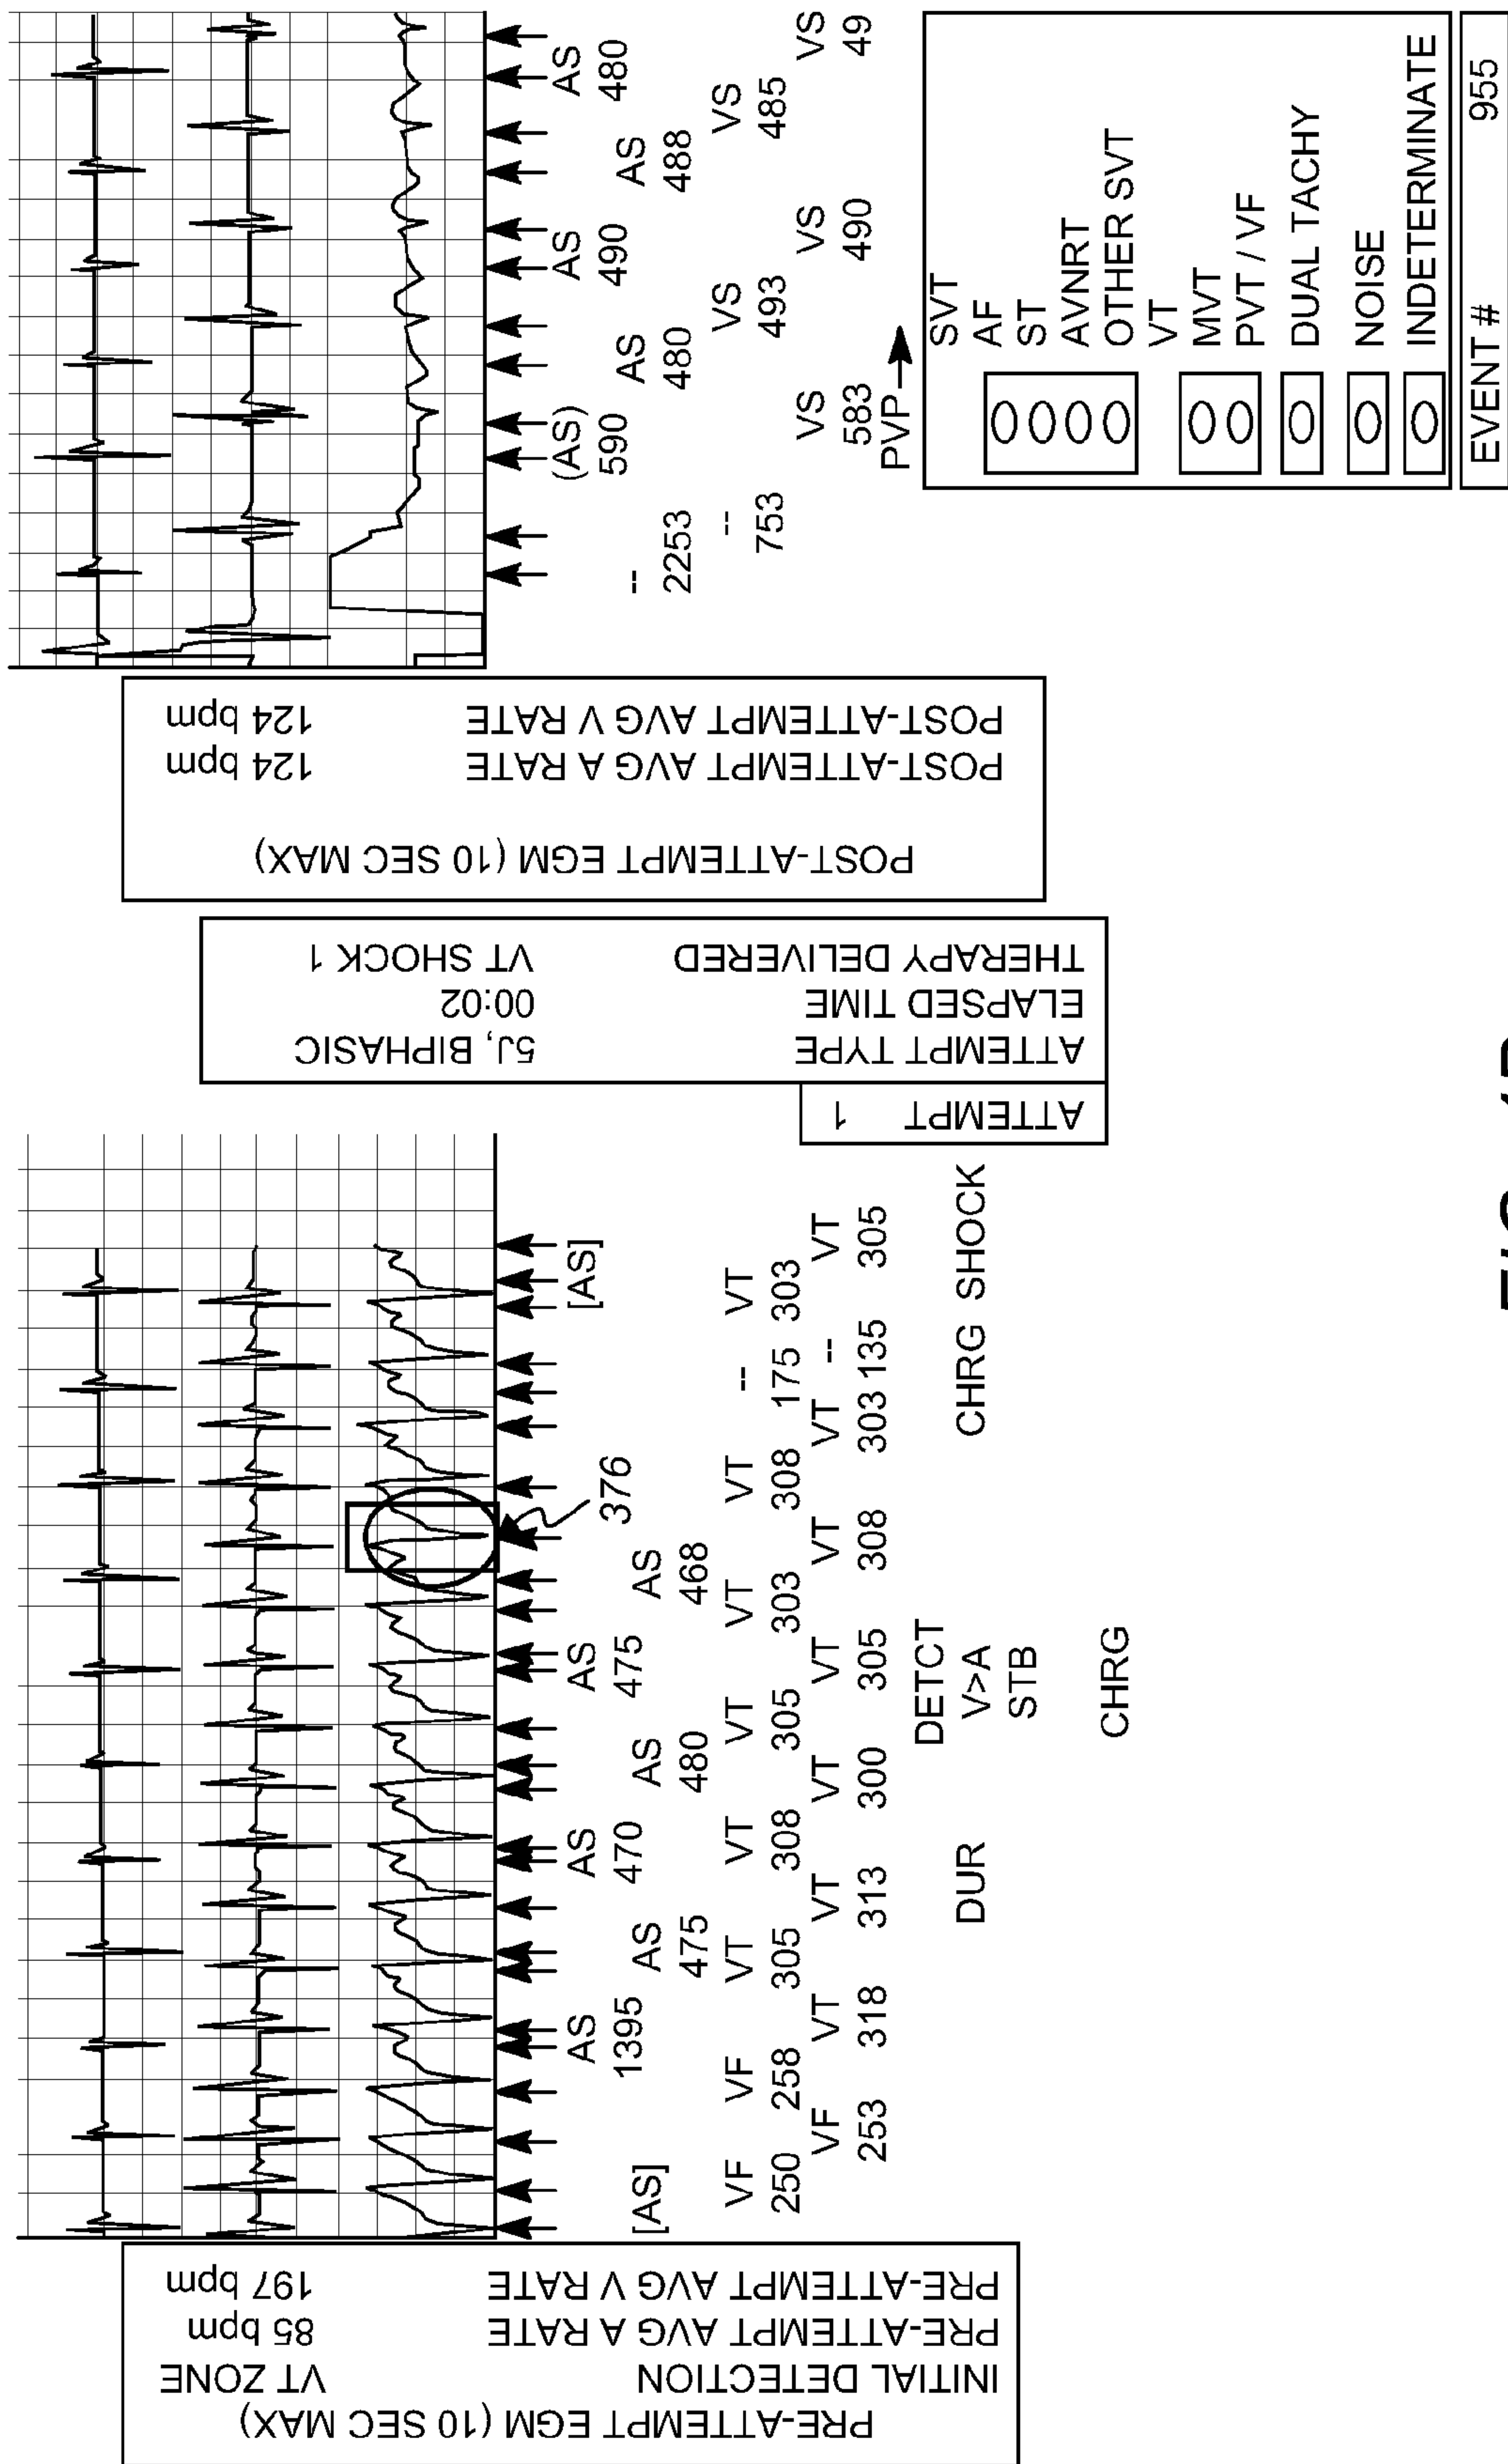 PRE-ATTEMPT EGM (10 SEC MAX)
INITIAL DETECTION VT ZONE
PRE-ATTEMPT AVG A RATE 85 bpm
PRE-ATTEMPT AVG V RATE 197 bpm
AS AS AS [AS]
1395 470 475
[AS] AS AS AS
475 480 468
376
VF VF VT VT VT VT VT -- VT
250 258 305 308 305 303 308 175 303
VF VT VT VT VT VT VT -- VT
253 318 313 300 305 308 303 135 305
DUR DETCT CHRG SHOCK
V>A
STB
CHRG
ATTEMPT 1
ATTEMPT TYPE 5J, BIPHASIC
ELAPSED TIME 00:02
THERAPY DELIVERED VT SHOCK 1
POST-ATTEMPT EGM (10 SEC MAX)
POST-ATTEMPT AVG A RATE 124 bpm
POST-ATTEMPT AVG V RATE 124 bpm
(AS) AS AS
590 490 480
-- AS AS
2253 480 488
-- VS VS
753 493 485
VS VS VS
583 490 49
PVP
SVT
AF
ST
AVNRT
OTHER SVT
VT
MVT
PVT / VF
DUAL TACHY
NOISE
INDETERMINATE
EVENT # 955